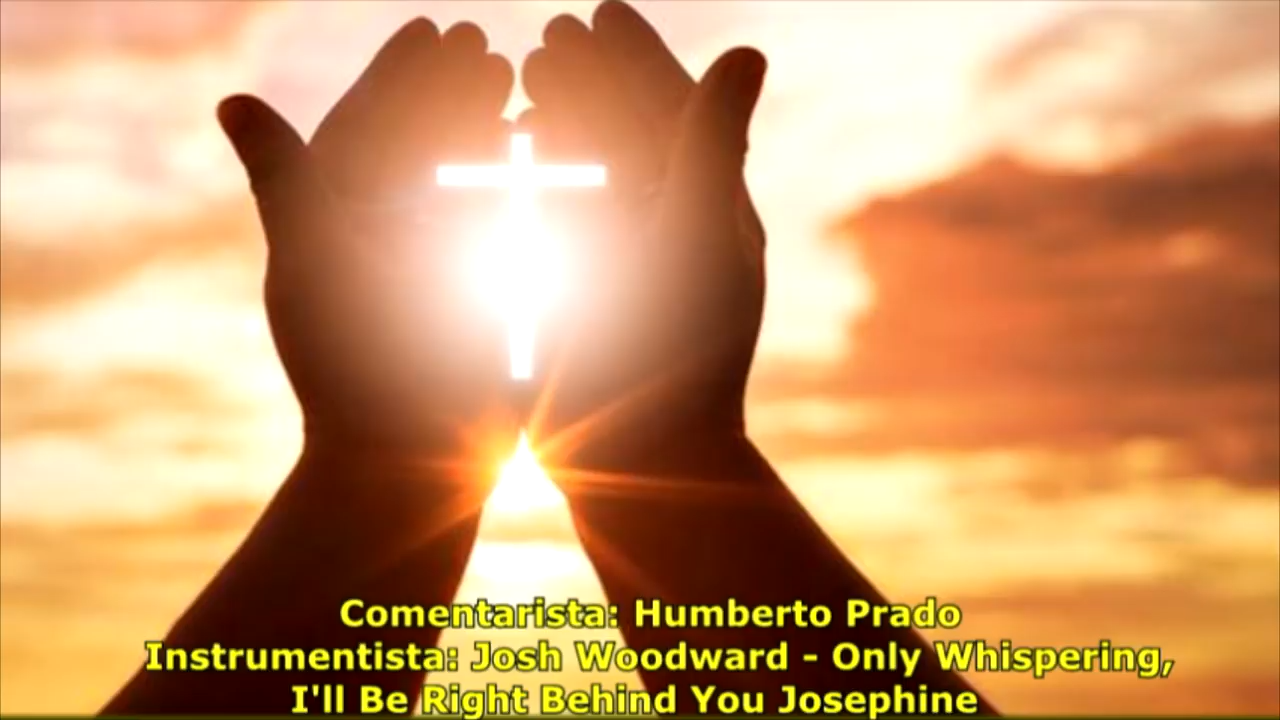 Comentarista: Humberto Prado
Instrumentista: Josh Woodward - Only Whispering,
I'll Be Right Behind You Josephine